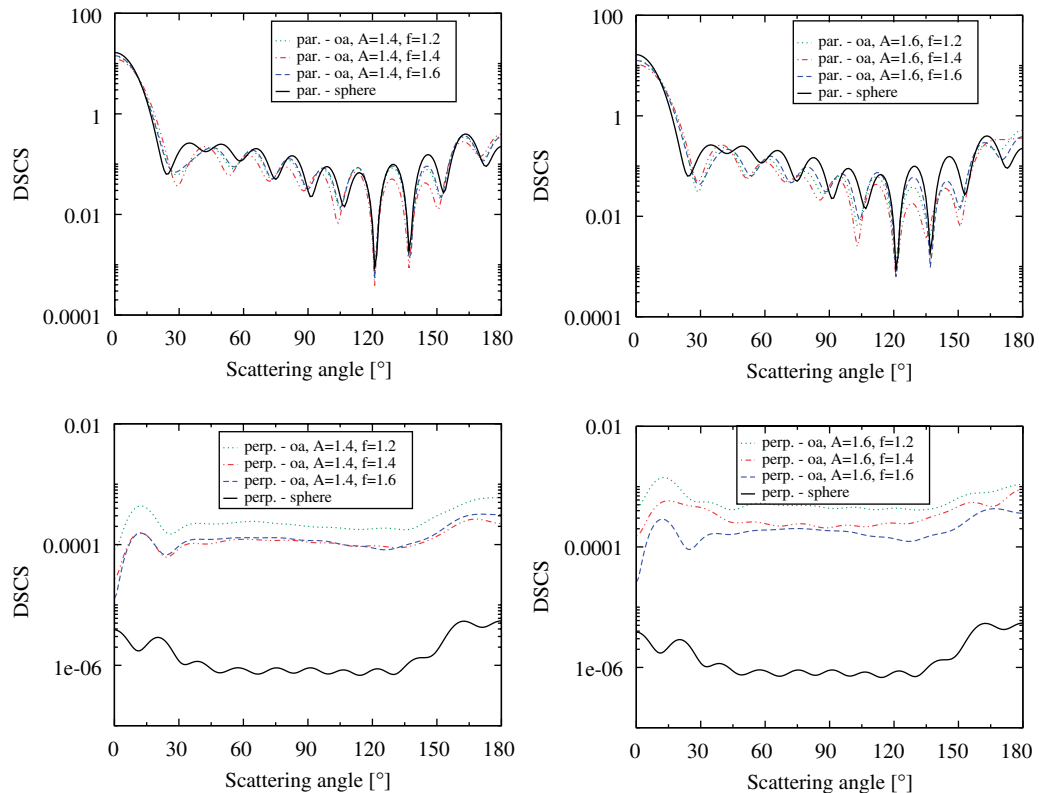 100
1
0.01
0.0001
DSCS
par. - oa, A=1.4, f=1.2
par. - oa, A=1.4, f=1.4
par. - oa, A=1.4, f=1.6
par. - sphere
0 30 60 90 120 150 180
Scattering angle [°]
100
1
0.01
0.0001
DSCS
par. - oa, A=1.6, f=1.2
par. - oa, A=1.6, f=1.4
par. - oa, A=1.6, f=1.6
par. - sphere
0 30 60 90 120 150 180
Scattering angle [°]
0.01
0.0001
1e-06
DSCS
perp. - oa, A=1.4, f=1.2
perp. - oa, A=1.4, f=1.4
perp. - oa, A=1.4, f=1.6
perp. - sphere
0 30 60 90 120 150 180
Scattering angle [°]
0.01
0.0001
1e-06
DSCS
perp. - oa, A=1.6, f=1.2
perp. - oa, A=1.6, f=1.4
perp. - oa, A=1.6, f=1.6
perp. - sphere
0 30 60 90 120 150 180
Scattering angle [°]